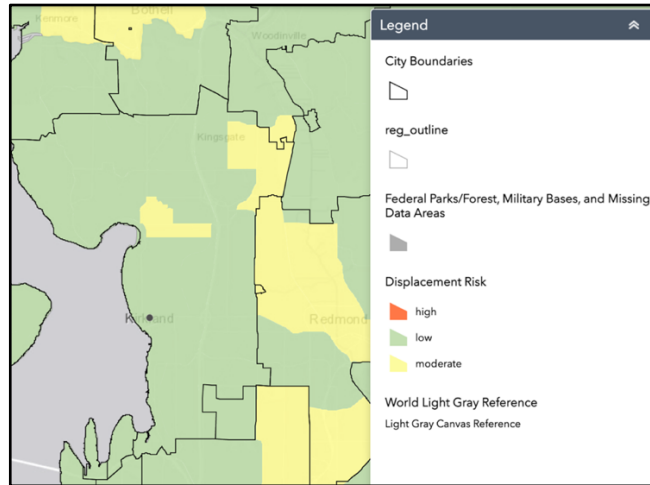 Kenmore
Bothell
Woodinville
Kingsgate
Kirkland
Redmond
Legend
City Boundaries
reg_outline
Federal Parks/Forest, Military Bases, and Missing
Data Areas
Displacement Risk
high
low
moderate
World Light Gray Reference
Light Gray Canvas Reference